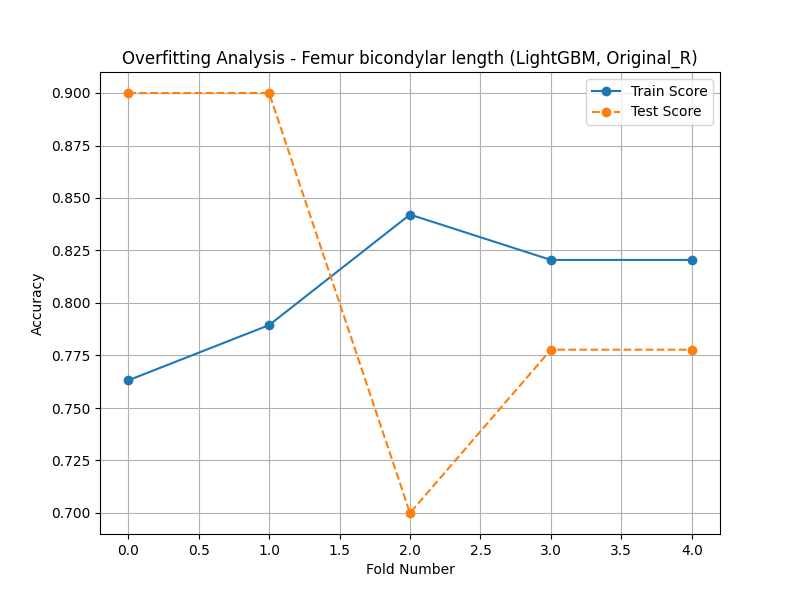 Overfitting Analysis - Femur bicondylar length (LightGBM, Original_R)
Train Score
Test Score
Accuracy
0.900
0.875
0.850
0.825
0.800
0.775
0.750
0.725
0.700
0.0 0.5 1.0 1.5 2.0 2.5 3.0 3.5 4.0
Fold Number